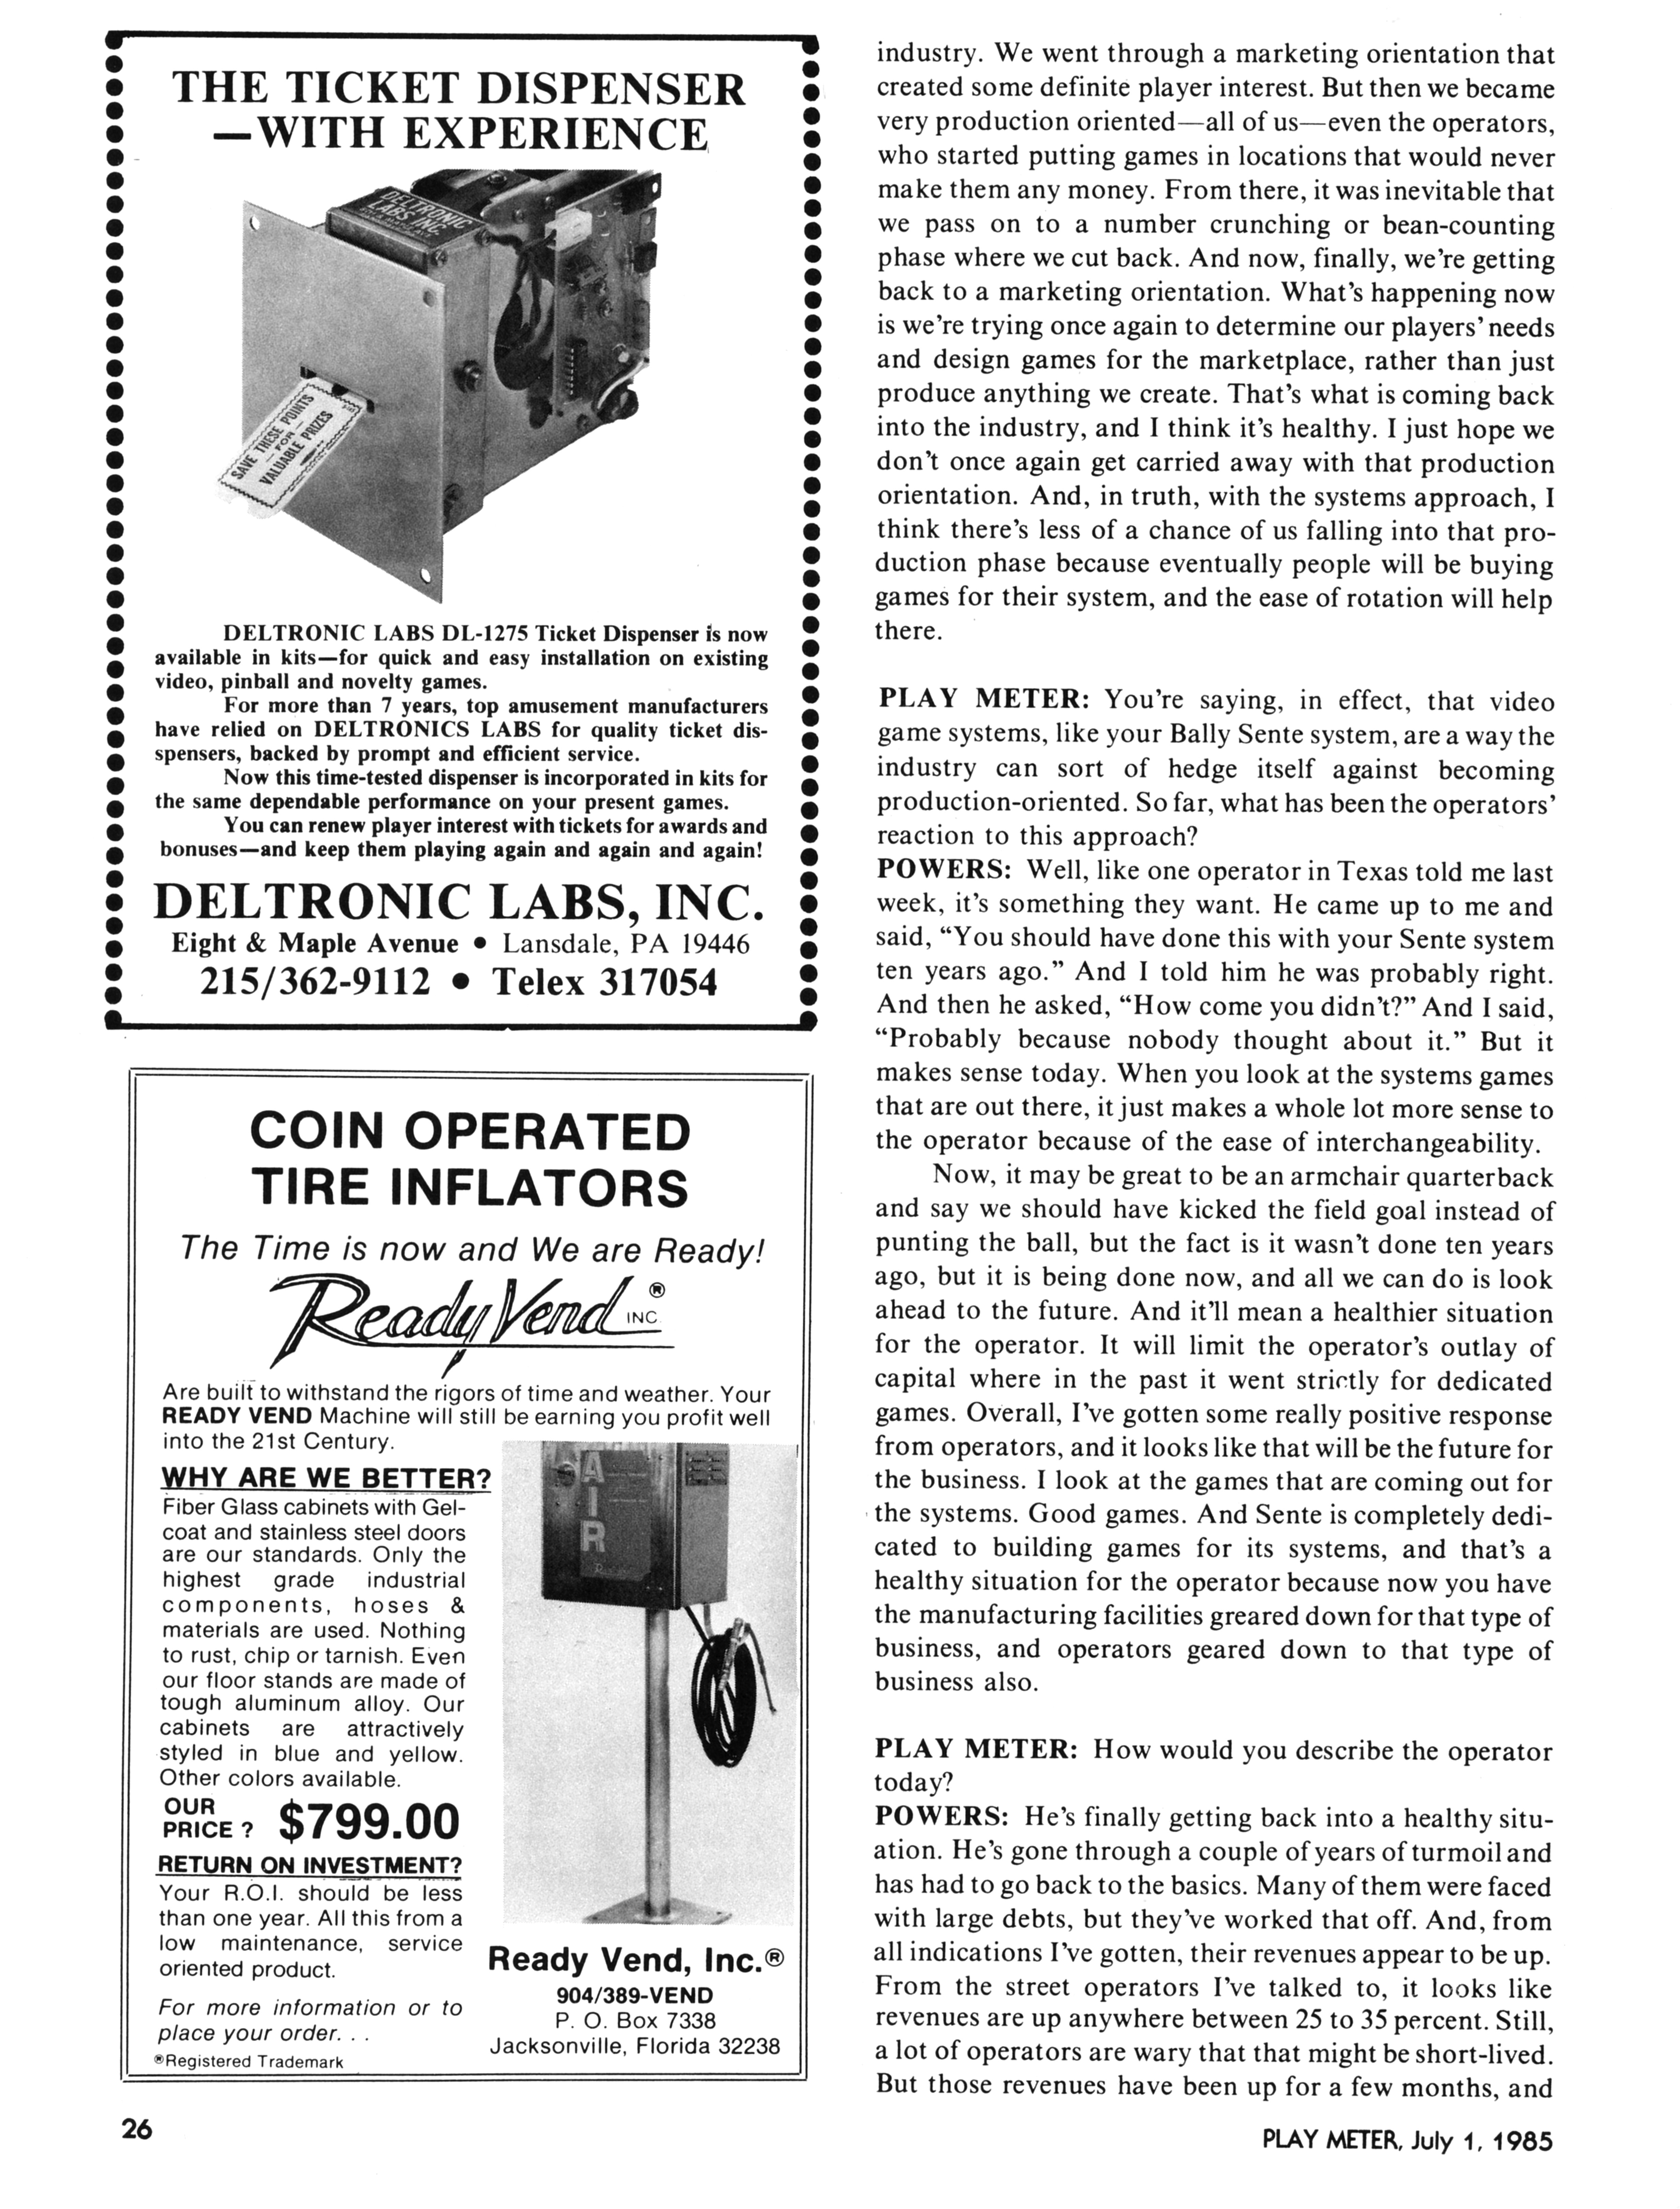 THE TICKET DISPENSER
—WITH EXPERIENCE
DELTRONIC
LABS INC.
SAVE THESE POINTS
— FOR —
VALUABLE PRIZES
DELTRONIC LABS DL-1275 Ticket Dispenser is now
available in kits—for quick and easy installation on existing
video, pinball and novelty games.
For more than 7 years, top amusement manufacturers
have relied on DELTRONICS LABS for quality ticket dis-
spensers, backed by prompt and efficient service.
Now this time-tested dispenser is incorporated in kits for
the same dependable performance on your present games.
You can renew player interest with tickets for awards and
bonuses—and keep them playing again and again and again!
DELTRONIC LABS, INC.
Eight & Maple Avenue • Lansdale, PA 19446
215/362-9112 • Telex 317054
COIN OPERATED
TIRE INFLATORS
The Time is now and We are Ready!
Ready Vend INC. ®
Are built to withstand the rigors of time and weather. Your
READY VEND Machine will still be earning you profit well
into the 21st Century.
WHY ARE WE BETTER?
Fiber Glass cabinets with Gel-
coat and stainless steel doors
are our standards. Only the
highest grade industrial
components, hoses &
materials are used. Nothing
to rust, chip or tarnish. Even
our floor stands are made of
tough aluminum alloy. Our
cabinets are attractively
styled in blue and yellow.
Other colors available.
OUR
PRICE ? $799.00
RETURN ON INVESTMENT?
Your R.O.I. should be less
than one year. All this from a
low maintenance, service
oriented product.
For more information or to
place your order. . .
®Registered Trademark
AIR
Ready Vend, Inc.®
904/389-VEND
P. O. Box 7338
Jacksonville, Florida 32238
industry. We went through a marketing orientation that
created some definite player interest. But then we became
very production oriented—all of us—even the operators,
who started putting games in locations that would never
make them any money. From there, it was inevitable that
we pass on to a number crunching or bean-counting
phase where we cut back. And now, finally, we're getting
back to a marketing orientation. What's happening now
is we're trying once again to determine our players' needs
and design games for the marketplace, rather than just
produce anything we create. That's what is coming back
into the industry, and I think it's healthy. I just hope we
don't once again get carried away with that production
orientation. And, in truth, with the systems approach, I
think there's less of a chance of us falling into that pro-
duction phase because eventually people will be buying
games for their system, and the ease of rotation will help
there.
PLAY METER: You're saying, in effect, that video
game systems, like your Bally Sente system, are a way the
industry can sort of hedge itself against becoming
production-oriented. So far, what has been the operators'
reaction to this approach?
POWERS: Well, like one operator in Texas told me last
week, it's something they want. He came up to me and
said, "You should have done this with your Sente system
ten years ago." And I told him he was probably right.
And then he asked, "How come you didn't?" And I said,
"Probably because nobody thought about it." But it
makes sense today. When you look at the systems games
that are out there, it just makes a whole lot more sense to
the operator because of the ease of interchangeability.
Now, it may be great to be an armchair quarterback
and say we should have kicked the field goal instead of
punting the ball, but the fact is it wasn't done ten years
ago, but it is being done now, and all we can do is look
ahead to the future. And it'll mean a healthier situation
for the operator. It will limit the operator's outlay of
capital where in the past it went strictly for dedicated
games. Overall, I've gotten some really positive response
from operators, and it looks like that will be the future for
the business. I look at the games that are coming out for
the systems. Good games. And Sente is completely dedi-
cated to building games for its systems, and that's a
healthy situation for the operator because now you have
the manufacturing facilities greared down for that type of
business, and operators geared down to that type of
business also.
PLAY METER: How would you describe the operator
today?
POWERS: He's finally getting back into a healthy situ-
ation. He's gone through a couple of years of turmoil and
has had to go back to the basics. Many of them were faced
with large debts, but they've worked that off. And, from
all indications I've gotten, their revenues appear to be up.
From the street operators I've talked to, it looks like
revenues are up anywhere between 25 to 35 percent. Still,
a lot of operators are wary that that might be short-lived.
But those revenues have been up for a few months, and
26
PLAY METER, July 1, 1985